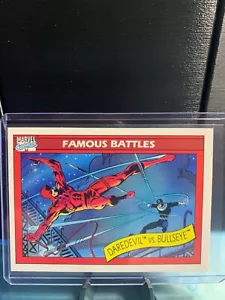 MARVEL
FAMOUS BATTLES
DAREDEVIL™ VS. BULLSEYE™